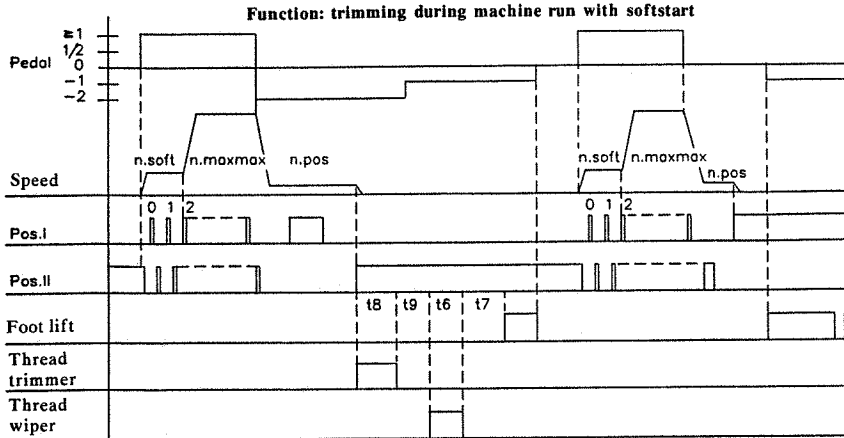 Function: trimming during machine run with softstart
Pedal
≥1
1/2
0
−1
−2
Speed
n.soft
n.maxmax
n.pos
n.soft
n.maxmax
n.pos
Pos.I
0 1 2
0 1 2
Pos.II
t8 t9 t6 t7
Foot lift
Thread
trimmer
Thread
wiper